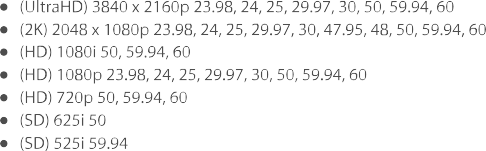 ● (UltraHD) 3840 x 2160p 23.98, 24, 25, 29.97, 30, 50, 59.94, 60
● (2K) 2048 x 1080p 23.98, 24, 25, 29.97, 30, 47.95, 48, 50, 59.94, 60
● (HD) 1080i 50, 59.94, 60
● (HD) 1080p 23.98, 24, 25, 29.97, 30, 50, 59.94, 60
● (HD) 720p 50, 59.94, 60
● (SD) 625i 50
● (SD) 525i 59.94